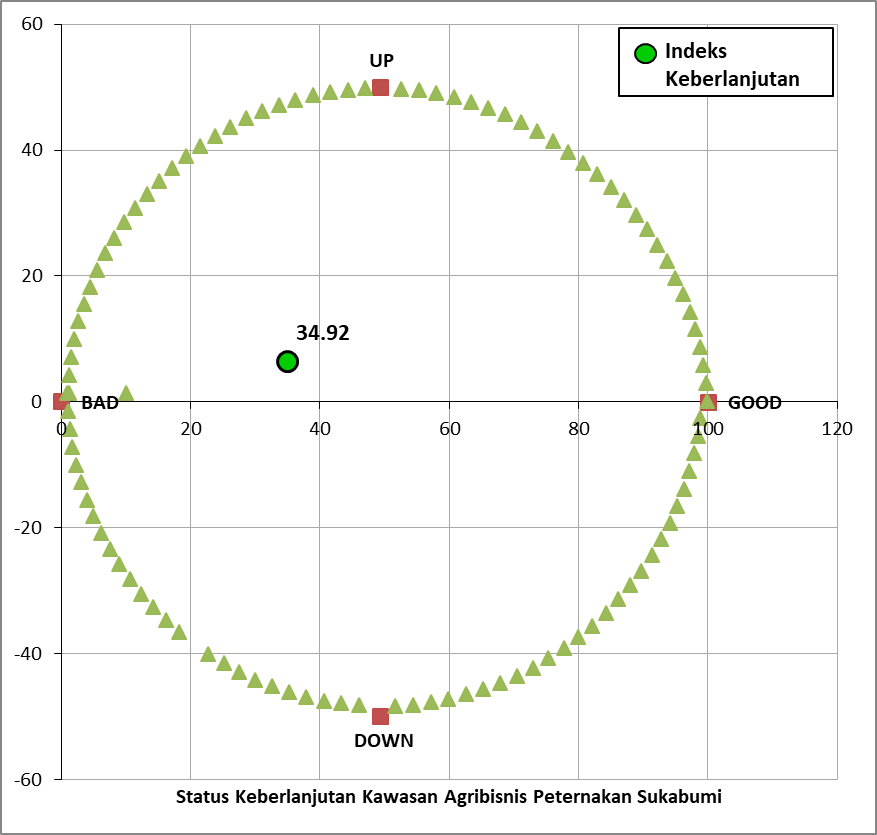 60
UP
Indeks
Keberlanjutan
40
20
34.92
0
BAD
GOOD
0 20 40 60 80 100 120
-20
-40
DOWN
-60
Status Keberlanjutan Kawasan Agribisnis Peternakan Sukabumi